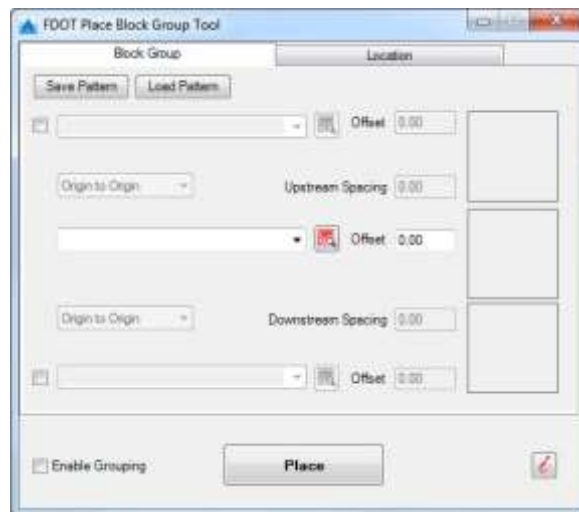 FDOT Place Block Group Tool
Block Group Location
Save Pattern Load Pattern
Offset 0.00
Origin to Origin Upstream Spacing 0.00
Offset 0.00
Origin to Origin Downstream Spacing 0.00
Offset 0.00
Enable Grouping Place